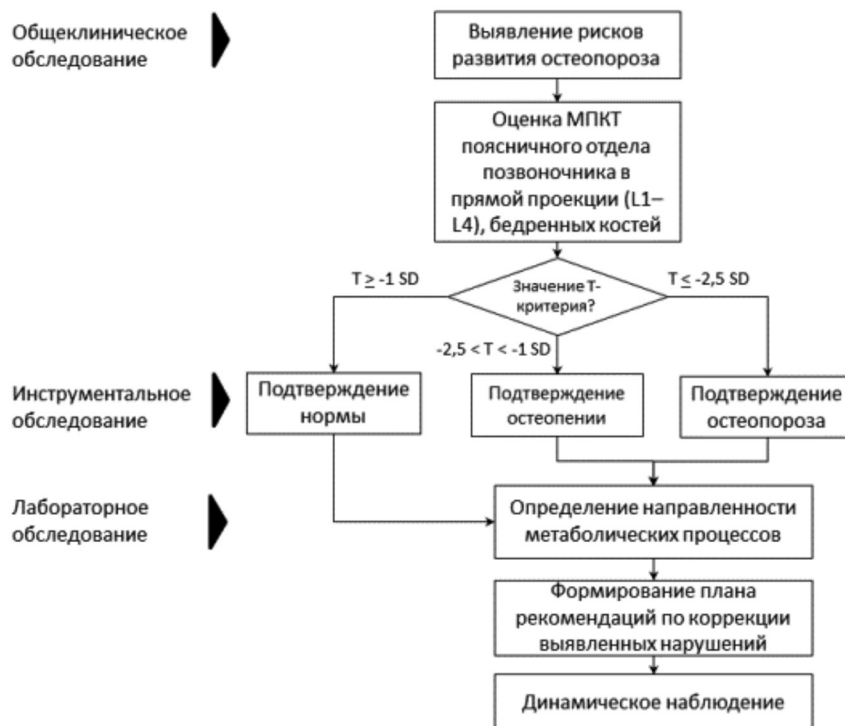 Общеклиническое
обследование
Выявление рисков
развития остеопороза
Оценка МПКТ
поясничного отдела
позвоночника в
прямой проекции (L1–
L4), бедренных костей
T ≥ -1 SD
Значение T-
критерия?
T ≤ -2,5 SD
-2,5 < T < -1 SD
Инструментальное
обследование
Подтверждение
нормы
Подтверждение
остеопении
Подтверждение
остеопороза
Лабораторное
обследование
Определение направленности
метаболических процессов
Формирование плана
рекомендаций по коррекции
выявленных нарушений
Динамическое наблюдение